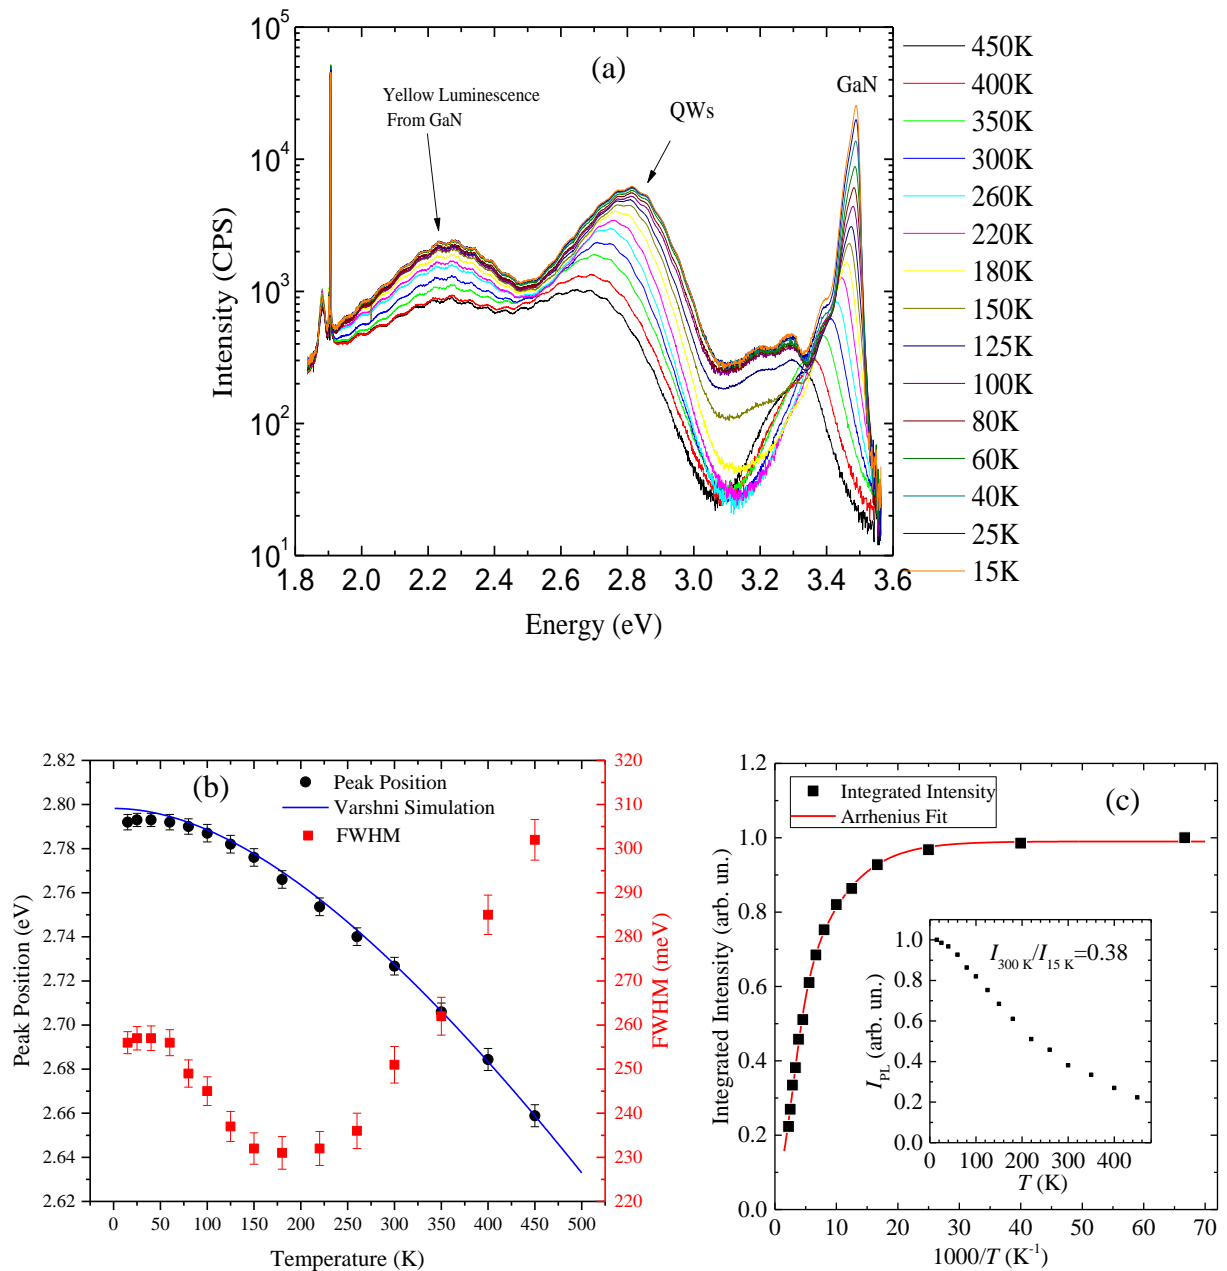 (a)
Yellow Luminescence
From GaN
QWs
GaN
10^5
10^4
10^3
10^2
10^1
Intensity (CPS)
1.8 2.0 2.2 2.4 2.6 2.8 3.0 3.2 3.4 3.6
Energy (eV)
450K
400K
350K
300K
260K
220K
180K
150K
125K
100K
80K
60K
40K
25K
15K
(b)
Peak Position
Varshni Simulation
FWHM
2.82
2.80
2.78
2.76
2.74
2.72
2.70
2.68
2.66
2.64
2.62
Peak Position (eV)
320
310
300
290
280
270
260
250
240
230
220
FWHM (meV)
0 50 100 150 200 250 300 350 400 450 500
Temperature (K)
(c)
Integrated Intensity
Arrhenius Fit
1.2
1.0
0.8
0.6
0.4
0.2
0.0
Integrated Intensity (arb. un.)
0 10 20 30 40 50 60 70
1000/T (K^-1)
I_300 K/I_15 K=0.38
1.0
0.8
0.6
0.4
0.2
0.0
I_PL (arb. un.)
0 100 200 300 400
T (K)